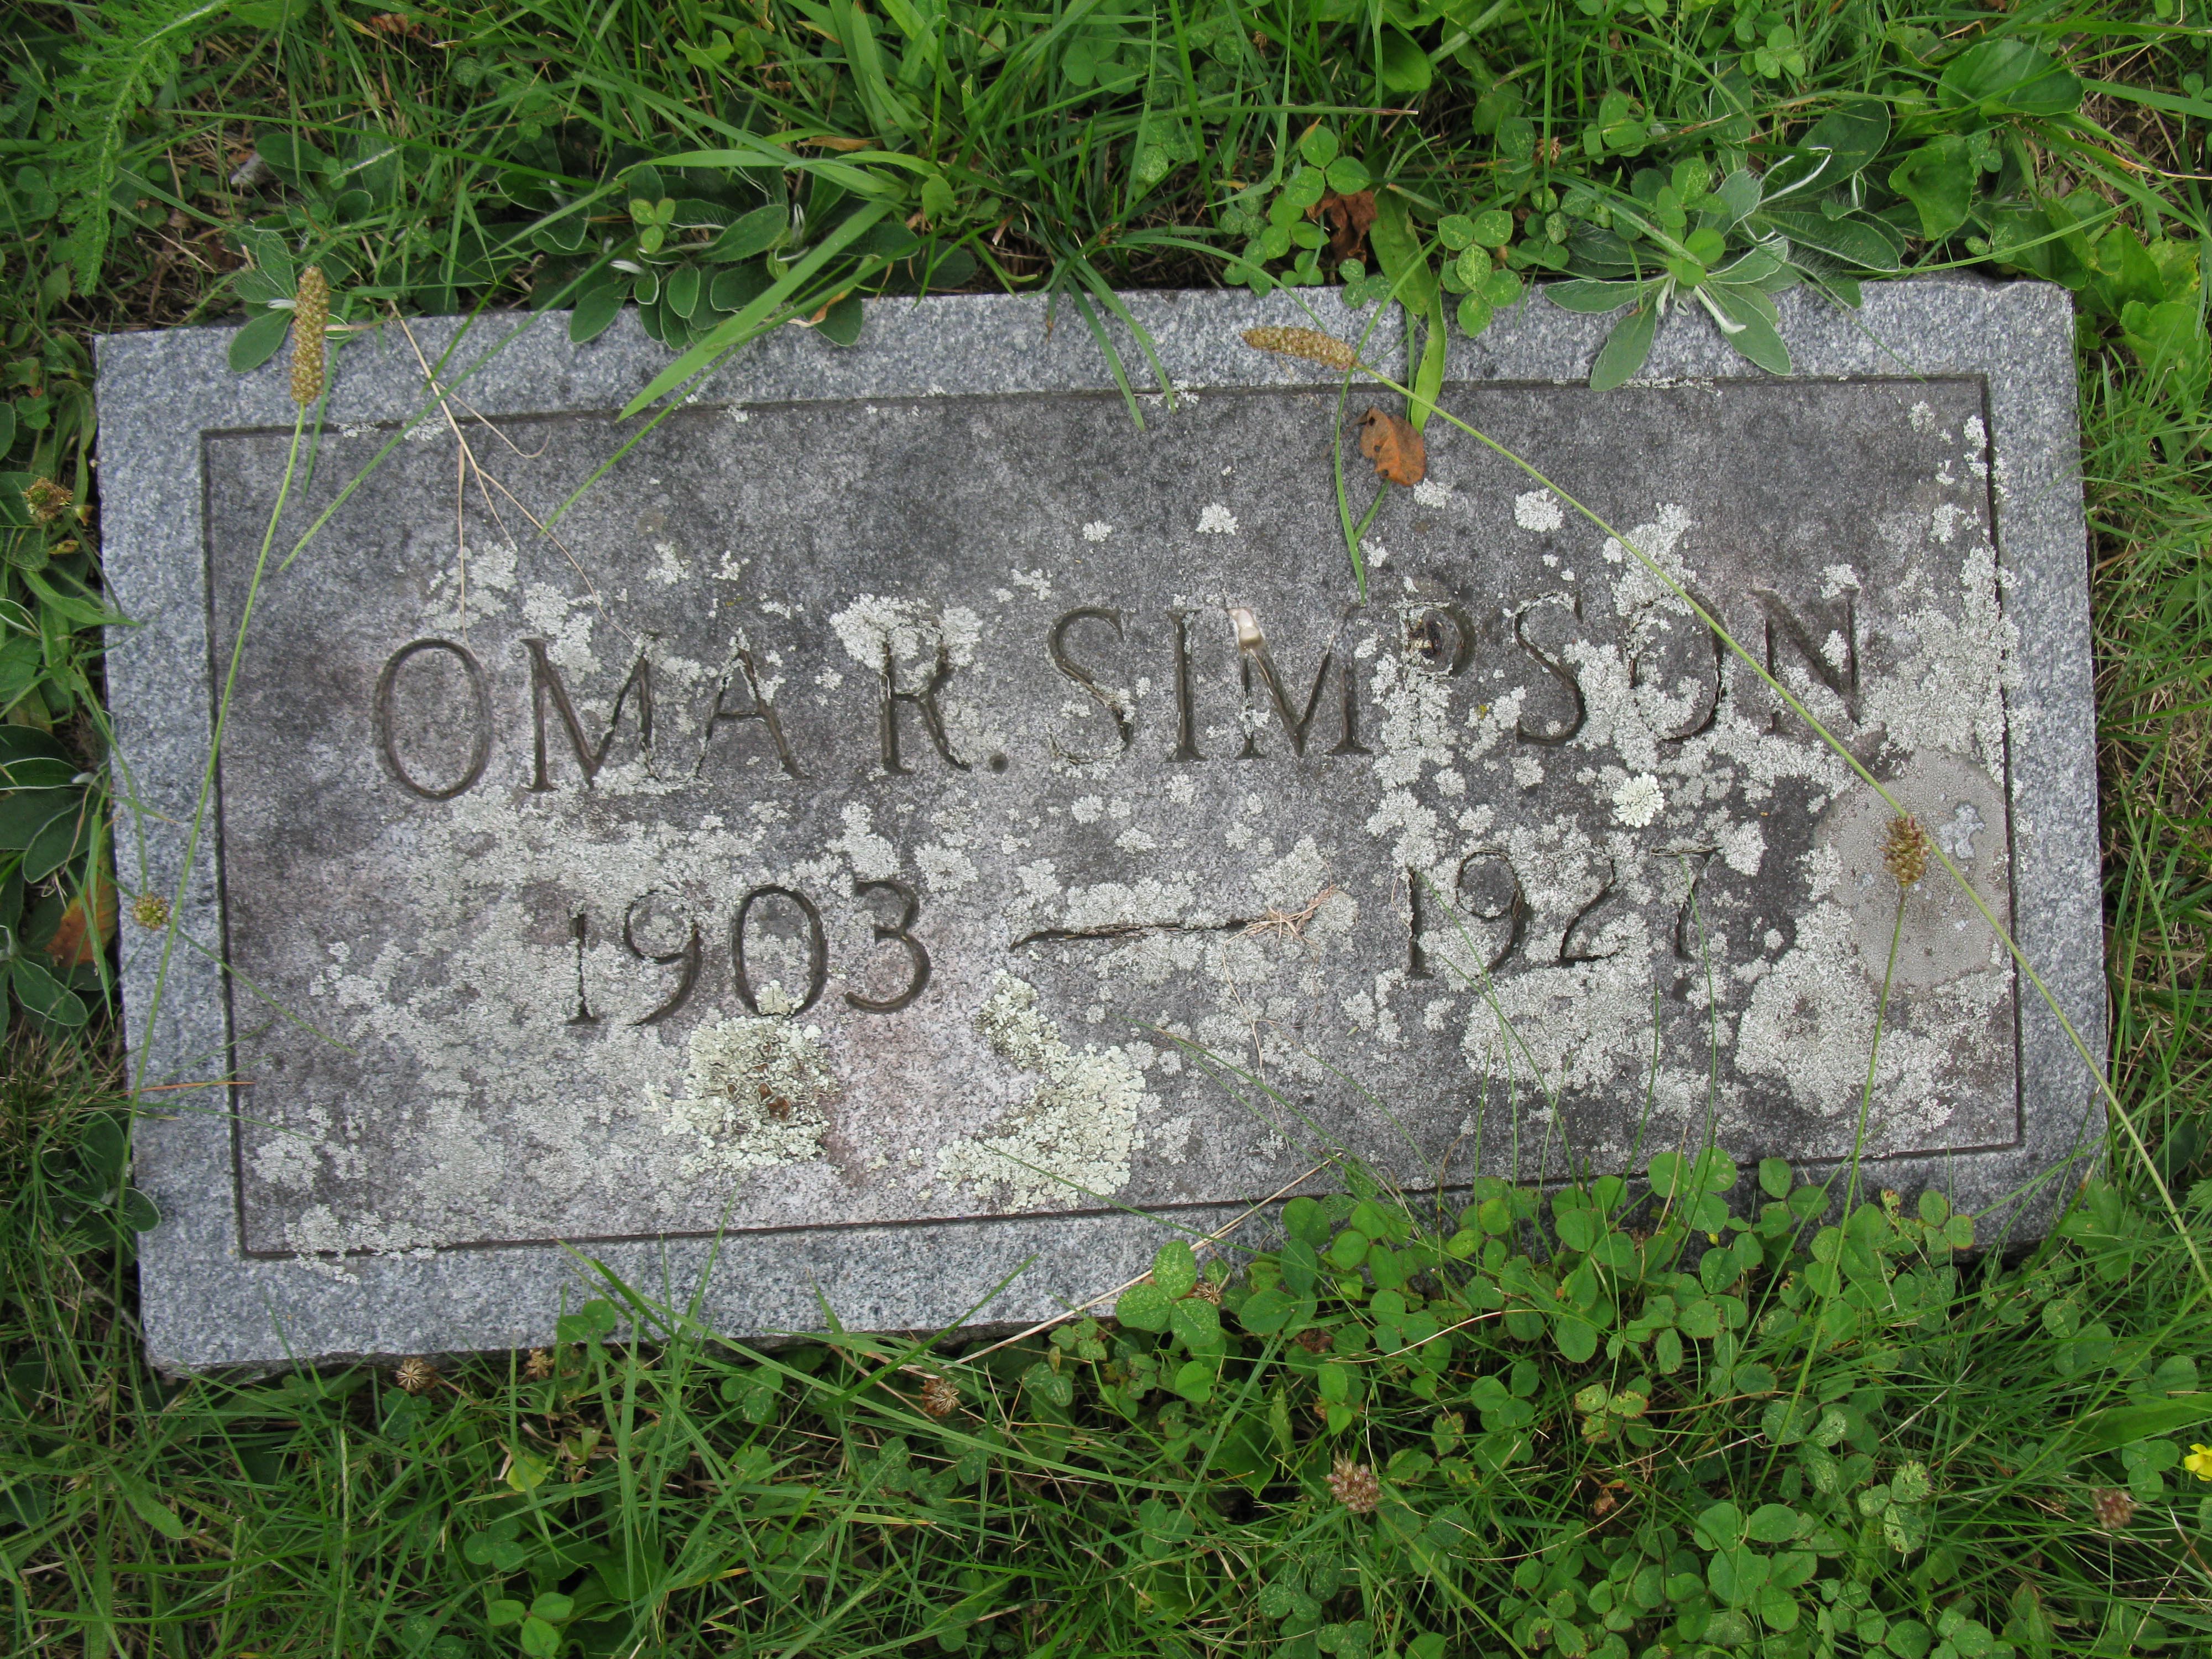 OMA R. SIMPSON
1903 — 1927